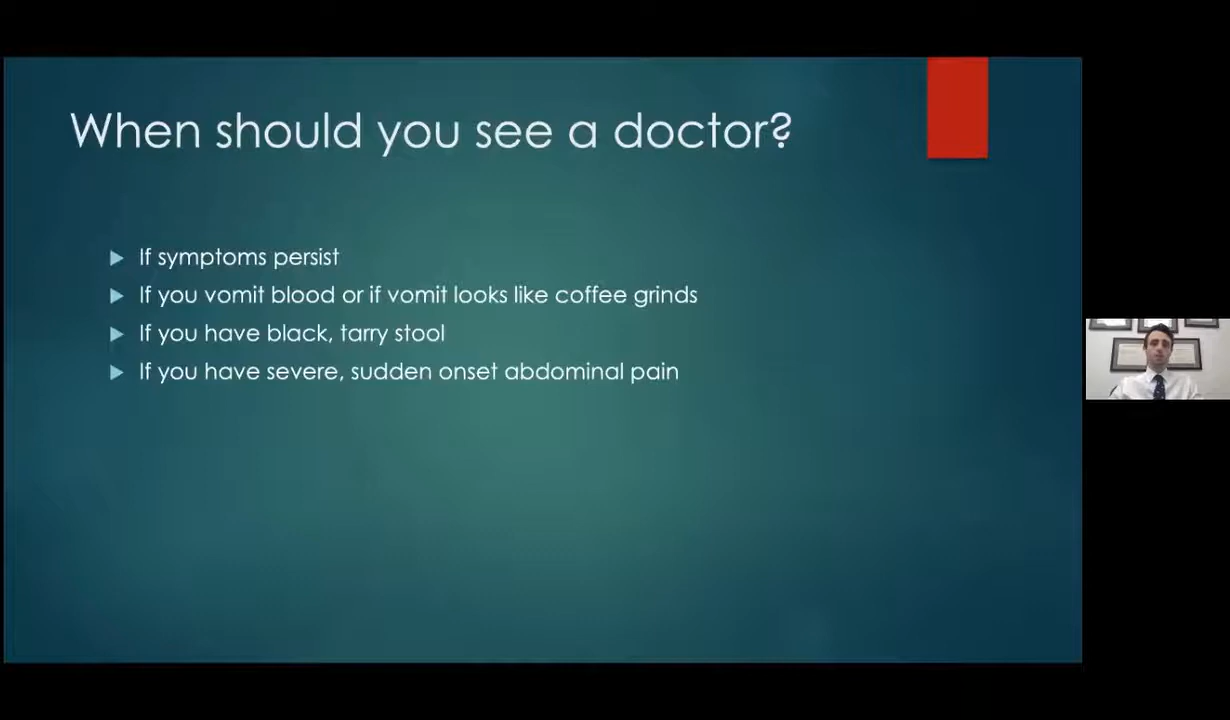 When should you see a doctor?
If symptoms persist
If you vomit blood or if vomit looks like coffee grinds
If you have black, tarry stool
If you have severe, sudden onset abdominal pain